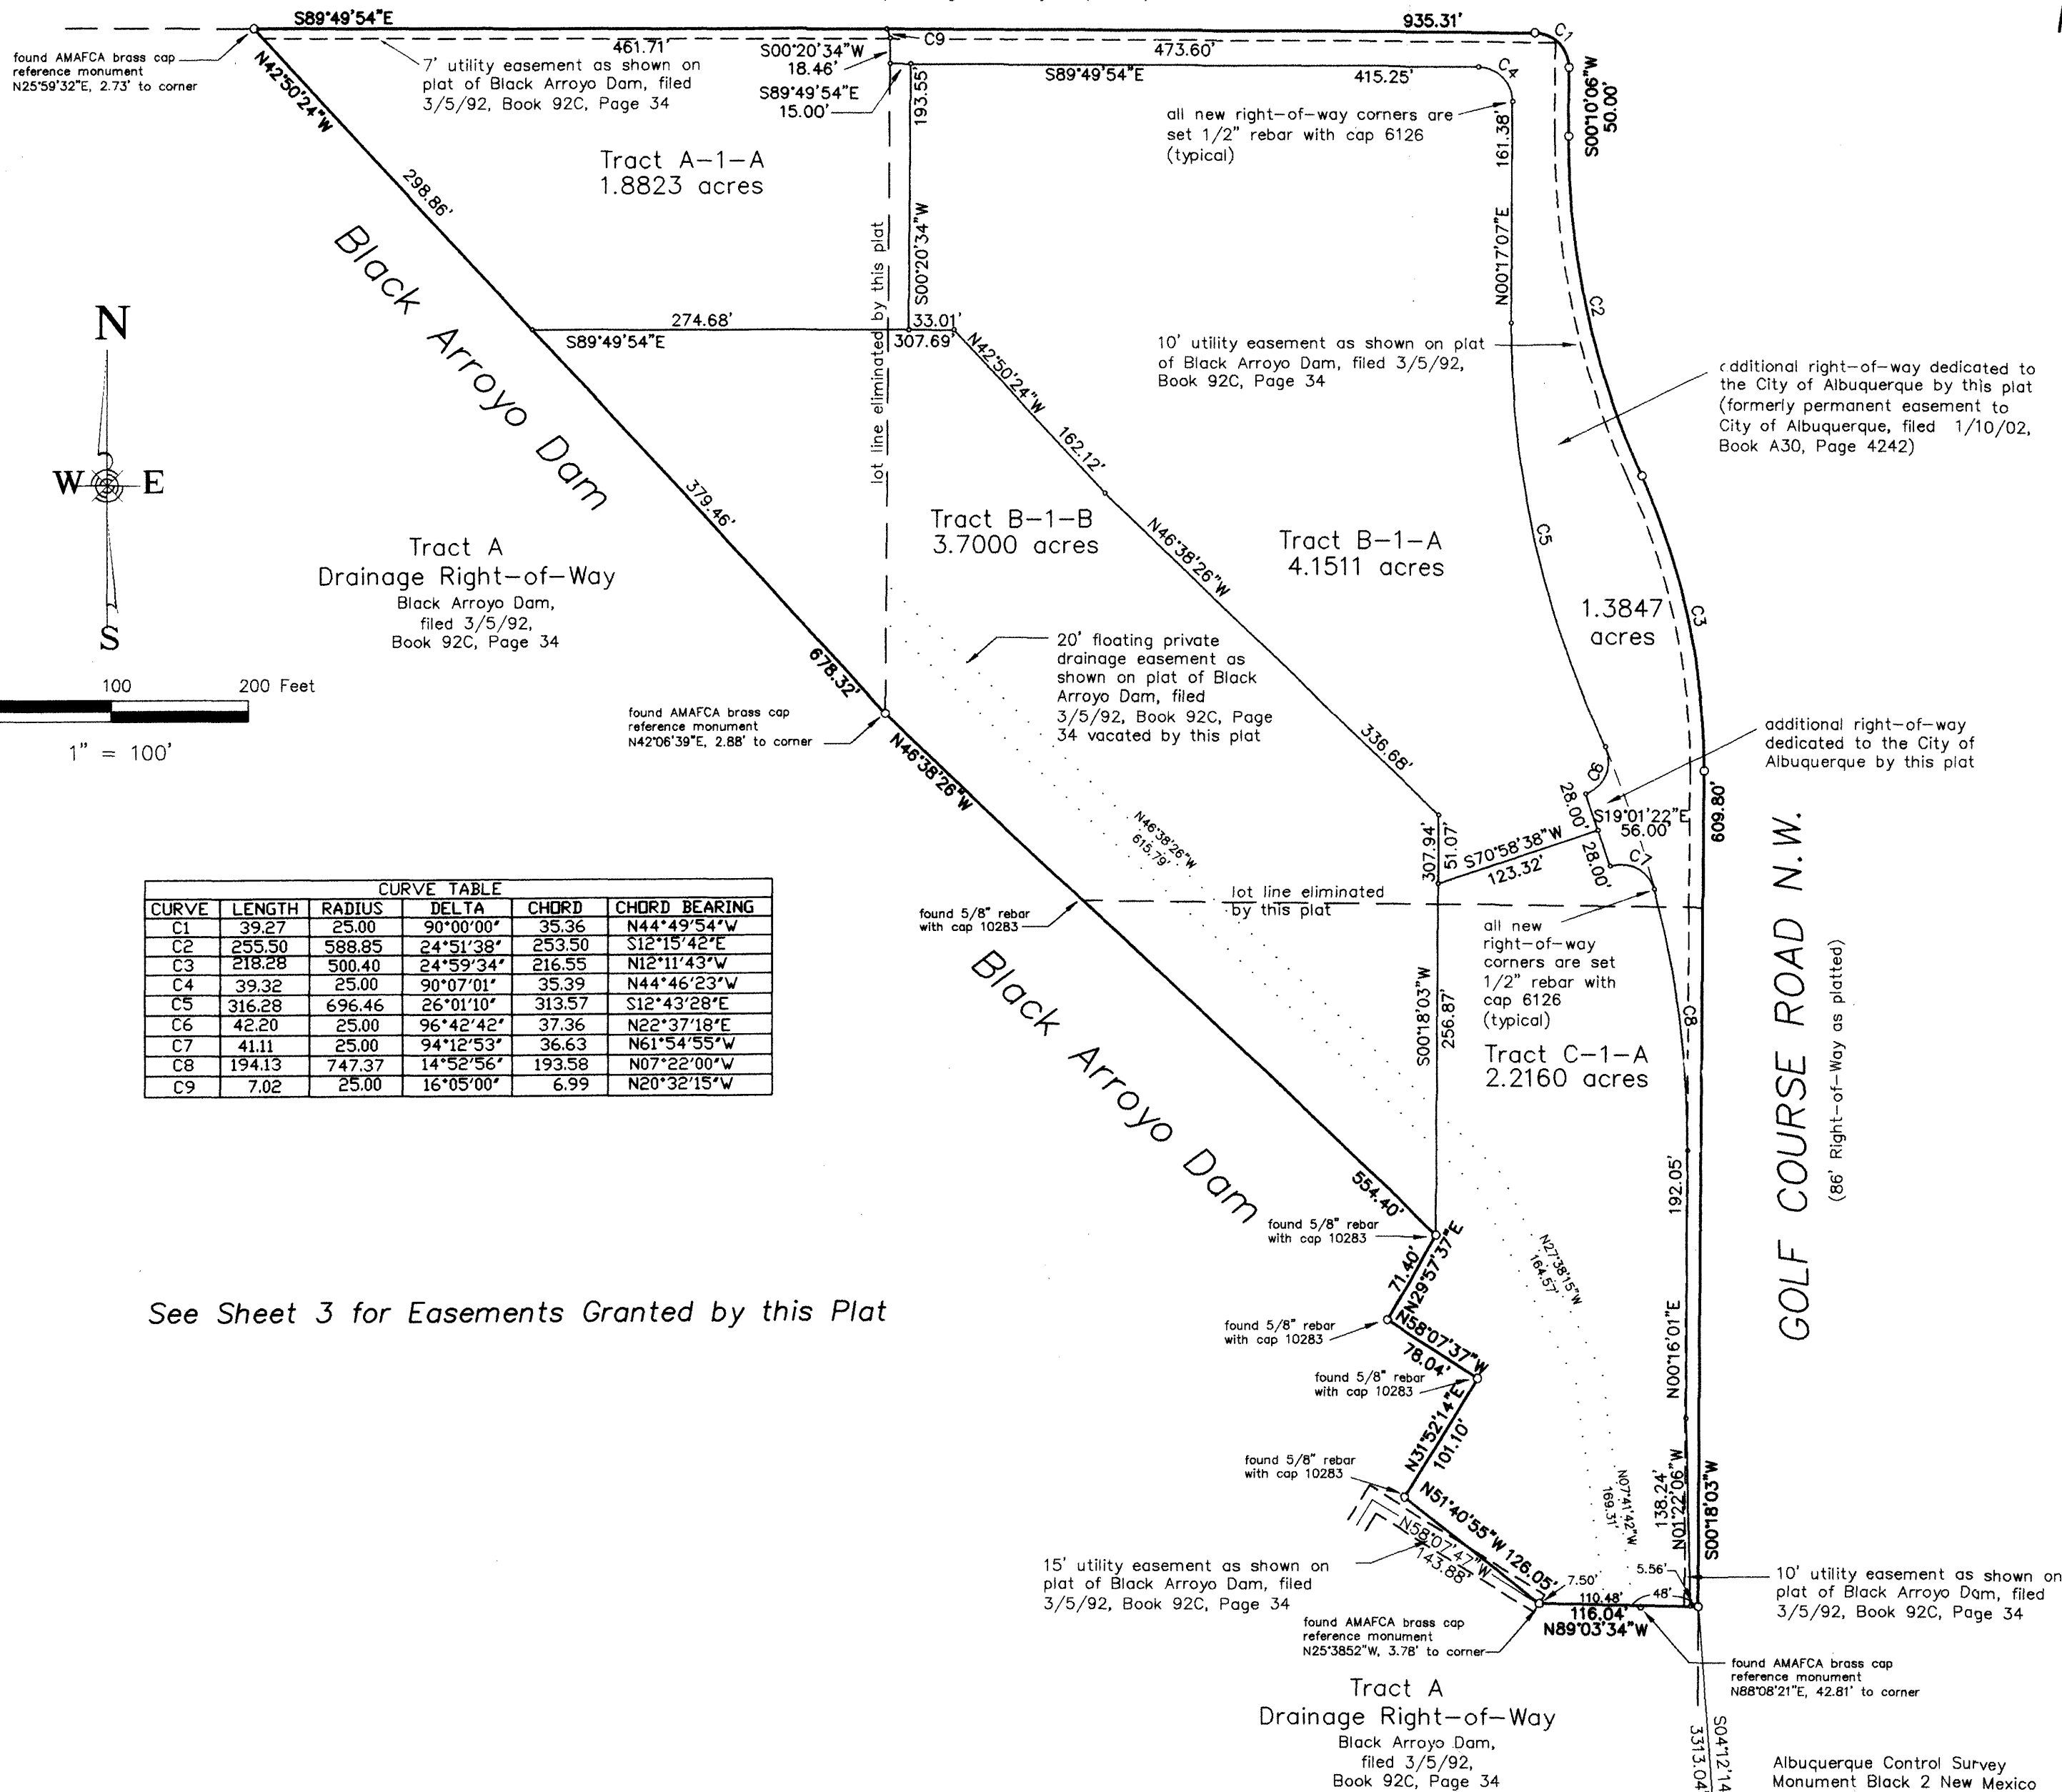 S89°49'54"E
935.31'
C1
found AMAFCA brass cap
reference monument
N25°59'32"E, 2.73' to corner
461.71'
7' utility easement as shown on
plat of Black Arroyo Dam, filed
3/5/92, Book 92C, Page 34
S00°20'34"W
18.46'
C9
473.60'
S89°49'54"E
15.00'
S89°49'54"E
415.25'
C4
S00°10'06"W
50.00'
N42°50'24"W
298.86'
193.55'
all new right-of-way corners are
set 1/2" rebar with cap 6126
(typical)
161.38'
Tract A-1-A
1.8823 acres
Black Arroyo Dam
lot line eliminated by this plat
S00°20'34"W
N00°17'07"E
C2
274.68'
S89°49'54"E
33.01'
307.69'
N42°50'24"W
162.12'
10' utility easement as shown on plat
of Black Arroyo Dam, filed 3/5/92,
Book 92C, Page 34
cdditional right-of-way dedicated to
the City of Albuquerque by this plat
(formerly permanent easement to
City of Albuquerque, filed 1/10/02,
Book A30, Page 4242)
N
W
E
S
379.46'
Tract A
Drainage Right-of-Way
Black Arroyo Dam,
filed 3/5/92,
Book 92C, Page 34
Tract B-1-B
3.7000 acres
N46°38'26"W
Tract B-1-A
4.1511 acres
C5
1.3847
acres
C3
678.32'
100
200 Feet
1" = 100'
found AMAFCA brass cap
reference monument
N42°06'39"E, 2.88' to corner
20' floating private
drainage easement as
shown on plat of Black
Arroyo Dam, filed
3/5/92, Book 92C, Page
34 vacated by this plat
336.68'
additional right-of-way
dedicated to the City of
Albuquerque by this plat
C6
28.00'
S19°01'22"E
56.00'
28.00'
C7
609.80'
N46°38'26"W
N46°38'26"W
615.79'
307.94'
51.07'
S70°58'38"W
123.32'
CURVE TABLE
CURVE LENGTH RADIUS DELTA CHORD CHORD BEARING
C1 39.27 25.00 90°00'00" 35.36 N44°49'54"W
C2 255.50 588.85 24°51'38" 253.50 S12°15'42"E
C3 218.28 500.40 24°59'34" 216.55 N12°11'43"W
C4 39.32 25.00 90°07'01" 35.39 N44°46'23"W
C5 316.28 696.46 26°01'10" 313.57 S12°43'28"E
C6 42.20 25.00 96°42'42" 37.36 N22°37'18"E
C7 41.11 25.00 94°12'53" 36.63 N61°54'55"W
C8 194.13 747.37 14°52'56" 193.58 N07°22'00"W
C9 7.02 25.00 16°05'00" 6.99 N20°32'15"W
found 5/8" rebar
with cap 10283
lot line eliminated
by this plat
all new
right-of-way
corners are set
1/2" rebar with
cap 6126
(typical)
C8
Black Arroyo Dam
S00°18'03"W
256.87'
Tract C-1-A
2.2160 acres
GOLF COURSE ROAD N.W.
(86' Right-of-Way as platted)
554.40'
192.05'
found 5/8" rebar
with cap 10283
71.40'
NN29°57'37"E
N27°38'15"W
164.57'
See Sheet 3 for Easements Granted by this Plat
found 5/8" rebar
with cap 10283
N58°07'37"W
78.04'
N00°16'01"E
found 5/8" rebar
with cap 10283
N31°52'14"E
101.10'
found 5/8" rebar
with cap 10283
N51°40'55"W 126.05'
N58°07'47"W
143.88'
N07°41'42"W
169.31'
138.24'
N01°22'06"W
S00°18'03"W
15' utility easement as shown on
plat of Black Arroyo Dam, filed
3/5/92, Book 92C, Page 34
7.50'
5.56'
110.48'
48'
116.04'
N89°03'34"W
10' utility easement as shown on
plat of Black Arroyo Dam, filed
3/5/92, Book 92C, Page 34
found AMAFCA brass cap
reference monument
N25°3852"W, 3.78' to corner
found AMAFCA brass cap
reference monument
N88°08'21"E, 42.81' to corner
Tract A
Drainage Right-of-Way
Black Arroyo Dam,
filed 3/5/92,
Book 92C, Page 34
S04°12'14
3313.04'
Albuquerque Control Survey
Monument Black 2 New Mexico